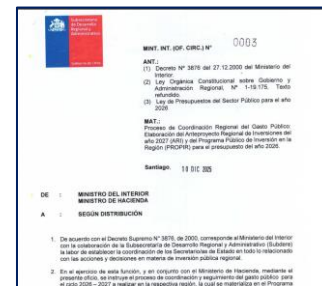 Subsecretaría
de Desarrollo
Regional y
Administrativo
MINT. INT. (OF. CIRC.) N° 0003
ANT.:
(1) Decreto N° 3876 del 27.12.2000 del Ministerio del
Interior.
(2) Ley Orgánica Constitucional sobre Gobierno y
Administración Regional, N° 1-19.175, Texto
refundido.
(3) Ley de Presupuestos del Sector Público para el año
2026
MAT.:
Proceso de Coordinación Regional del Gasto Público:
Elaboración del Anteproyecto Regional de Inversiones del
año 2027 (ARI) y del Programa Público de Inversión en la
Región (PROPIR) para el presupuesto del año 2026.
Santiago, 10 DIC 2025
DE : MINISTRO DEL INTERIOR
MINISTRO DE HACIENDA
A : SEGÚN DISTRIBUCIÓN
1. De acuerdo con el Decreto Supremo N° 3876, de 2000, corresponde al Ministerio del Interior
con la colaboración de la Subsecretaría de Desarrollo Regional y Administrativo (Subdere)
la labor de establecer la coordinación de las Secretarías de Estado en todo lo relacionado
con las acciones y decisiones en materia de inversión pública regional.
2. En el ejercicio de esta función, y en conjunto con el Ministerio de Hacienda, mediante el
presente oficio, se instruye el proceso de coordinación y seguimiento del gasto público para
el ciclo 2026 – 2027 a realizar en la respectiva región, la cual se materializa en el Programa